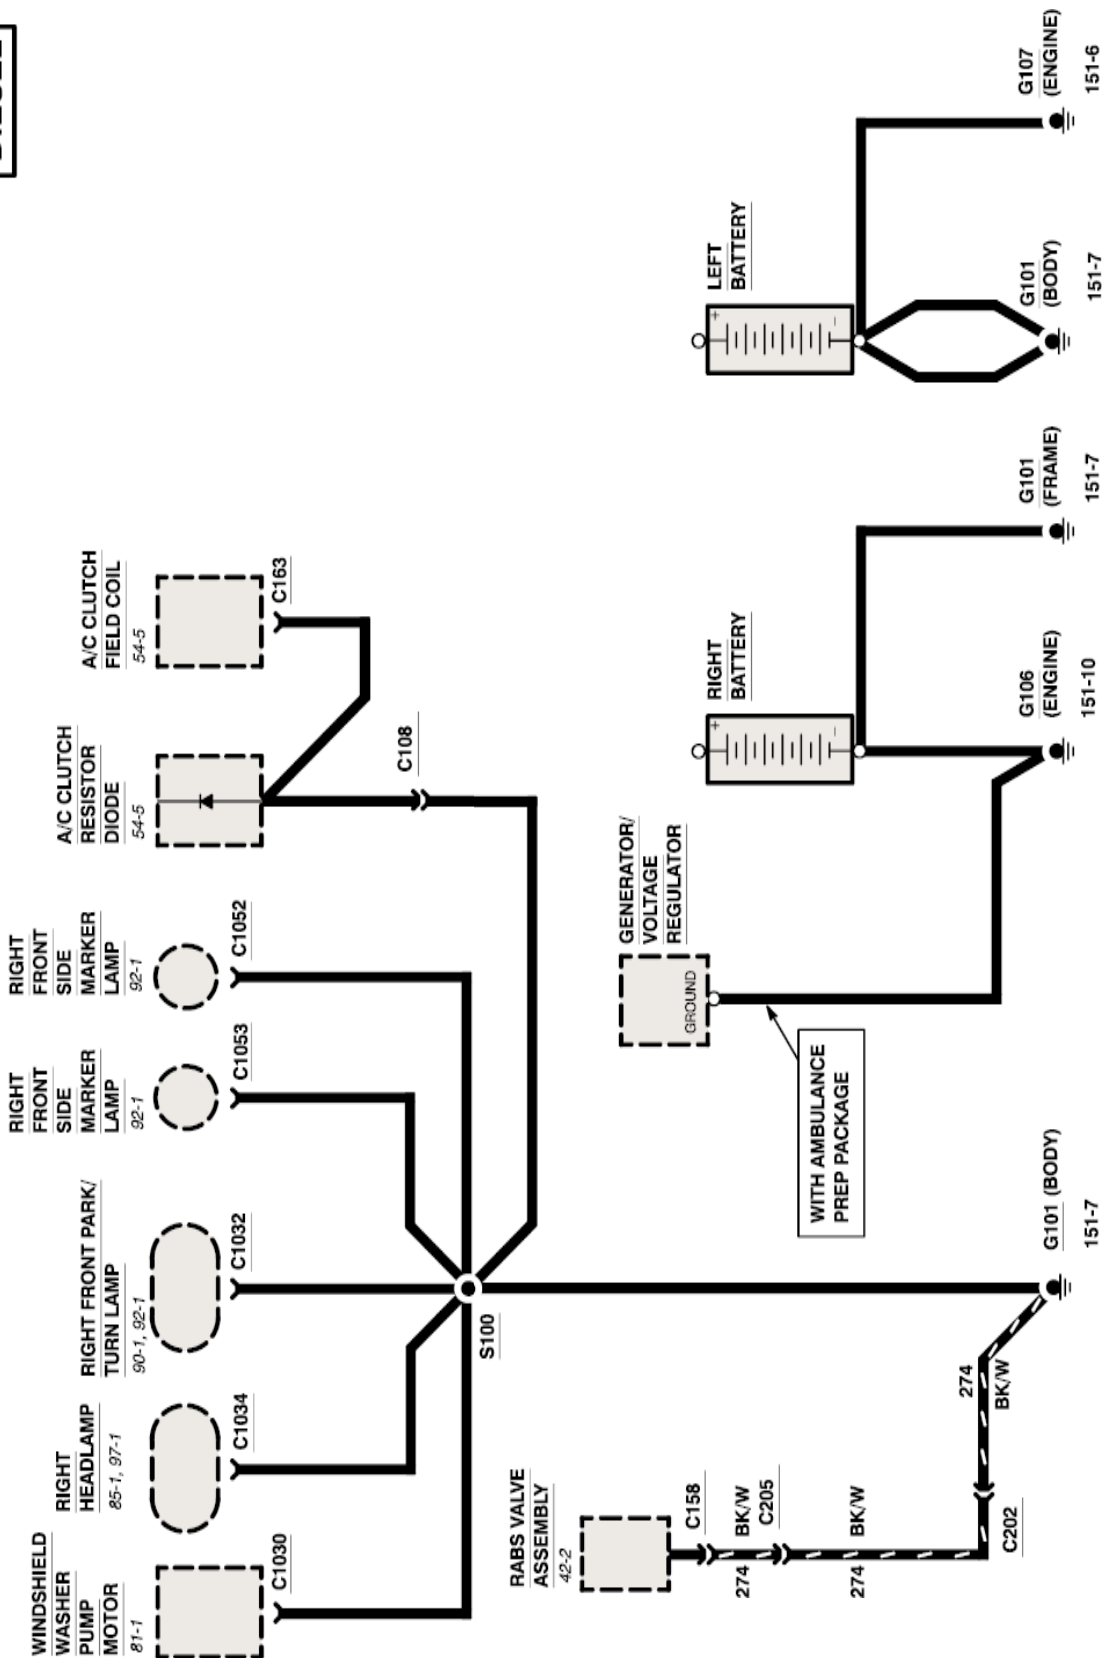 WINDSHIELD
WASHER
PUMP
MOTOR
81-1
C1030
RIGHT
HEADLAMP
85-1, 97-1
C1034
RIGHT FRONT PARK/
TURN LAMP
90-1, 92-1
C1032
RIGHT
FRONT
SIDE
MARKER
LAMP
92-1
C1053
RIGHT
FRONT
SIDE
MARKER
LAMP
92-1
C1052
A/C CLUTCH
RESISTOR
DIODE
54-5
C108
A/C CLUTCH
FIELD COIL
54-5
C163
S100
RABS VALVE
ASSEMBLY
42-2
C158
274
BK/W
C205
274
BK/W
C202
274
BK/W
G101 (BODY)
151-7
GENERATOR/
VOLTAGE
REGULATOR
GROUND
WITH AMBULANCE
PREP PACKAGE
RIGHT
BATTERY
+
-
G106
(ENGINE)
151-10
G101
(FRAME)
151-7
LEFT
BATTERY
+
-
G101
(BODY)
151-7
G107
(ENGINE)
151-6